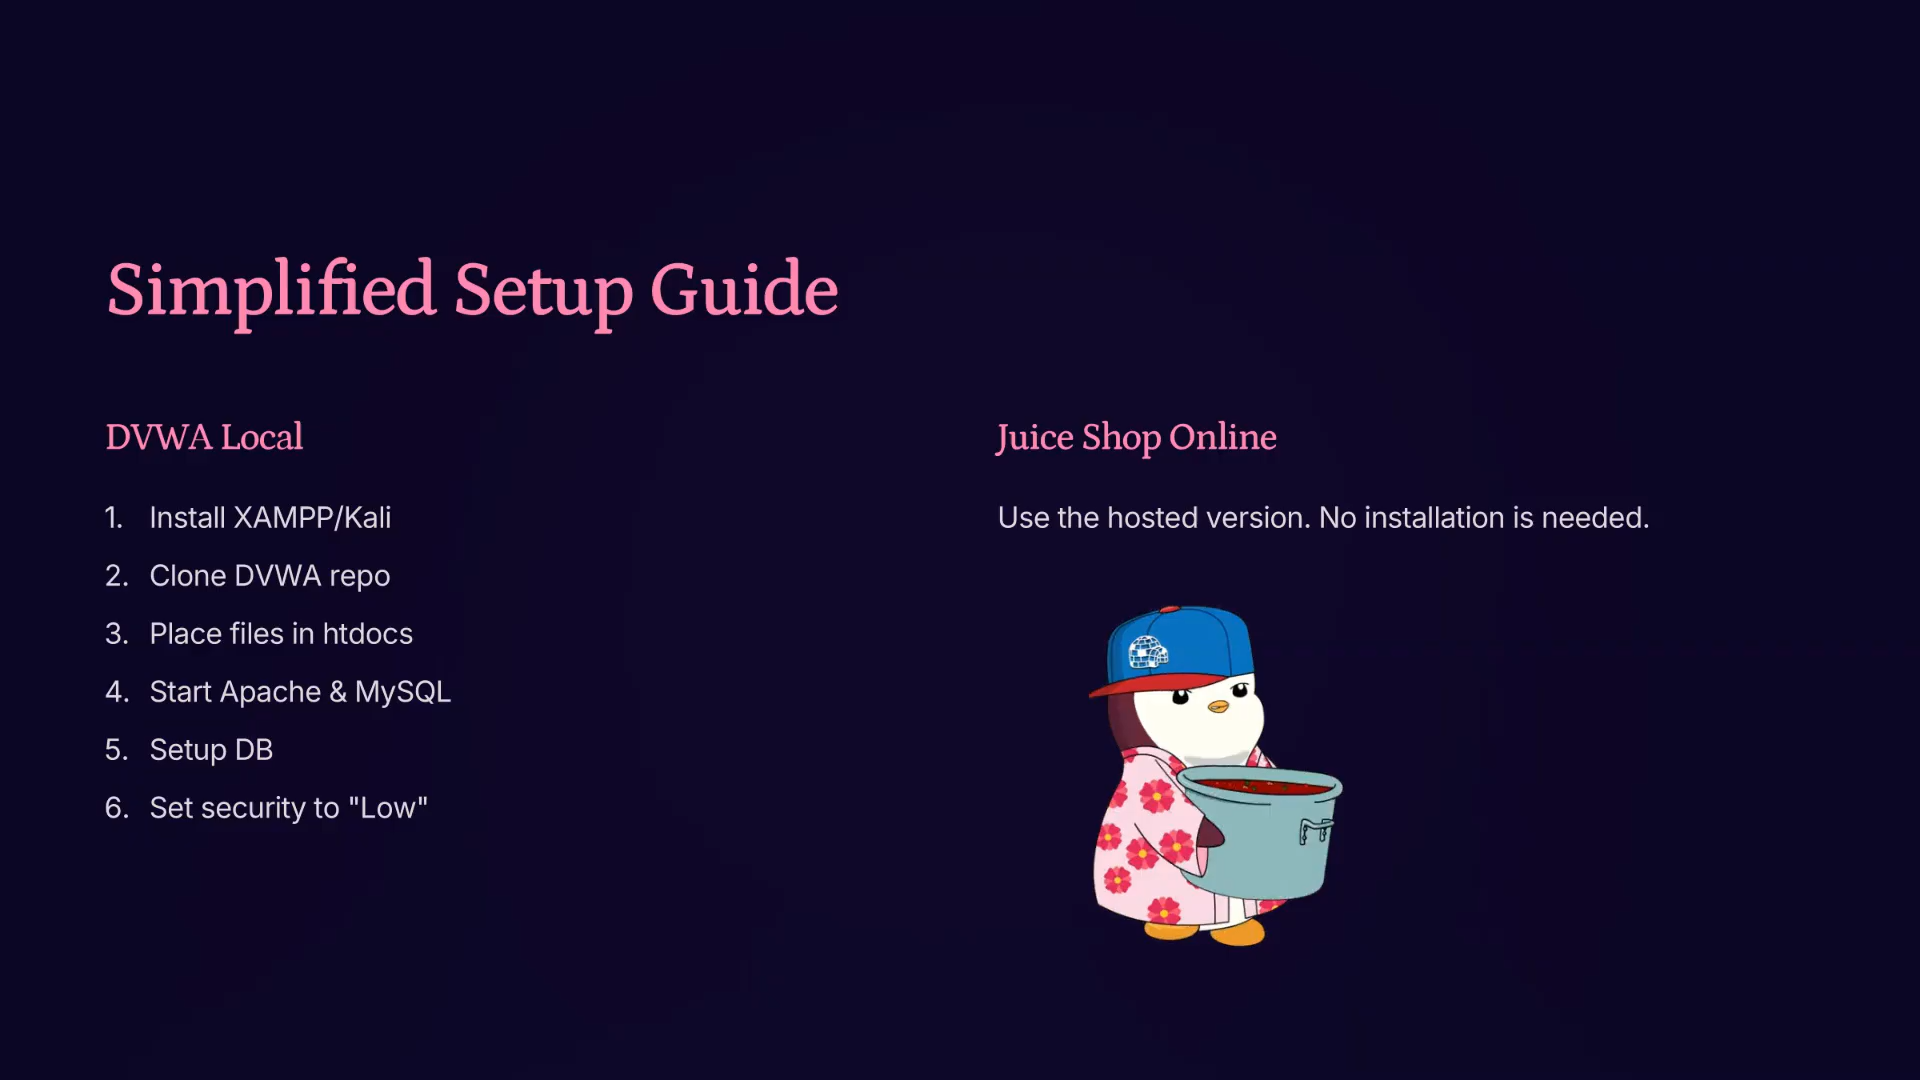 Simplified Setup Guide
DVWA Local
1. Install XAMPP/Kali
2. Clone DVWA repo
3. Place files in htdocs
4. Start Apache & MySQL
5. Setup DB
6. Set security to "Low"
Juice Shop Online
Use the hosted version. No installation is needed.